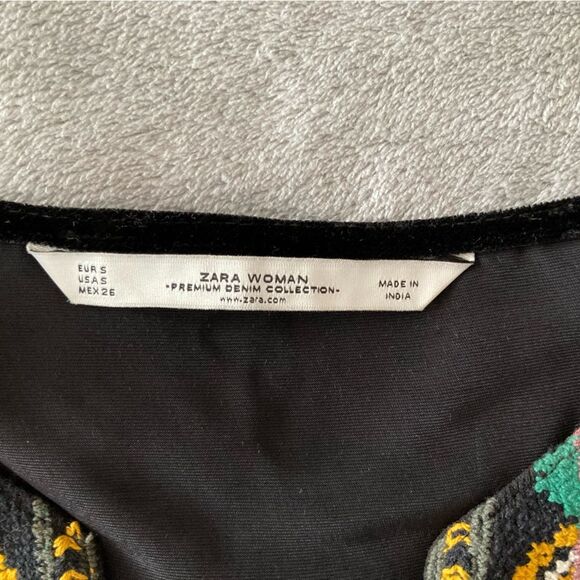 EUR S
USA S
MEX 26
ZARA WOMAN
-PREMIUM DENIM COLLECTION-
www.zara.com
MADE IN
INDIA